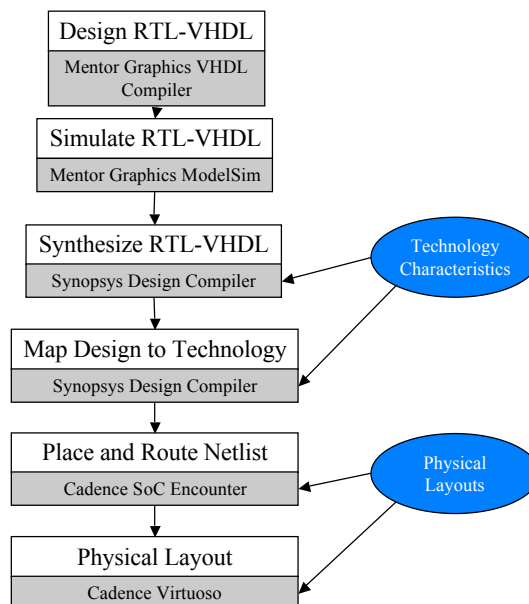 Design RTL-VHDL
Mentor Graphics VHDL
Compiler
Simulate RTL-VHDL
Mentor Graphics ModelSim
Synthesize RTL-VHDL
Synopsys Design Compiler
Technology
Characteristics
Map Design to Technology
Synopsys Design Compiler
Place and Route Netlist
Cadence SoC Encounter
Physical
Layouts
Physical Layout
Cadence Virtuoso